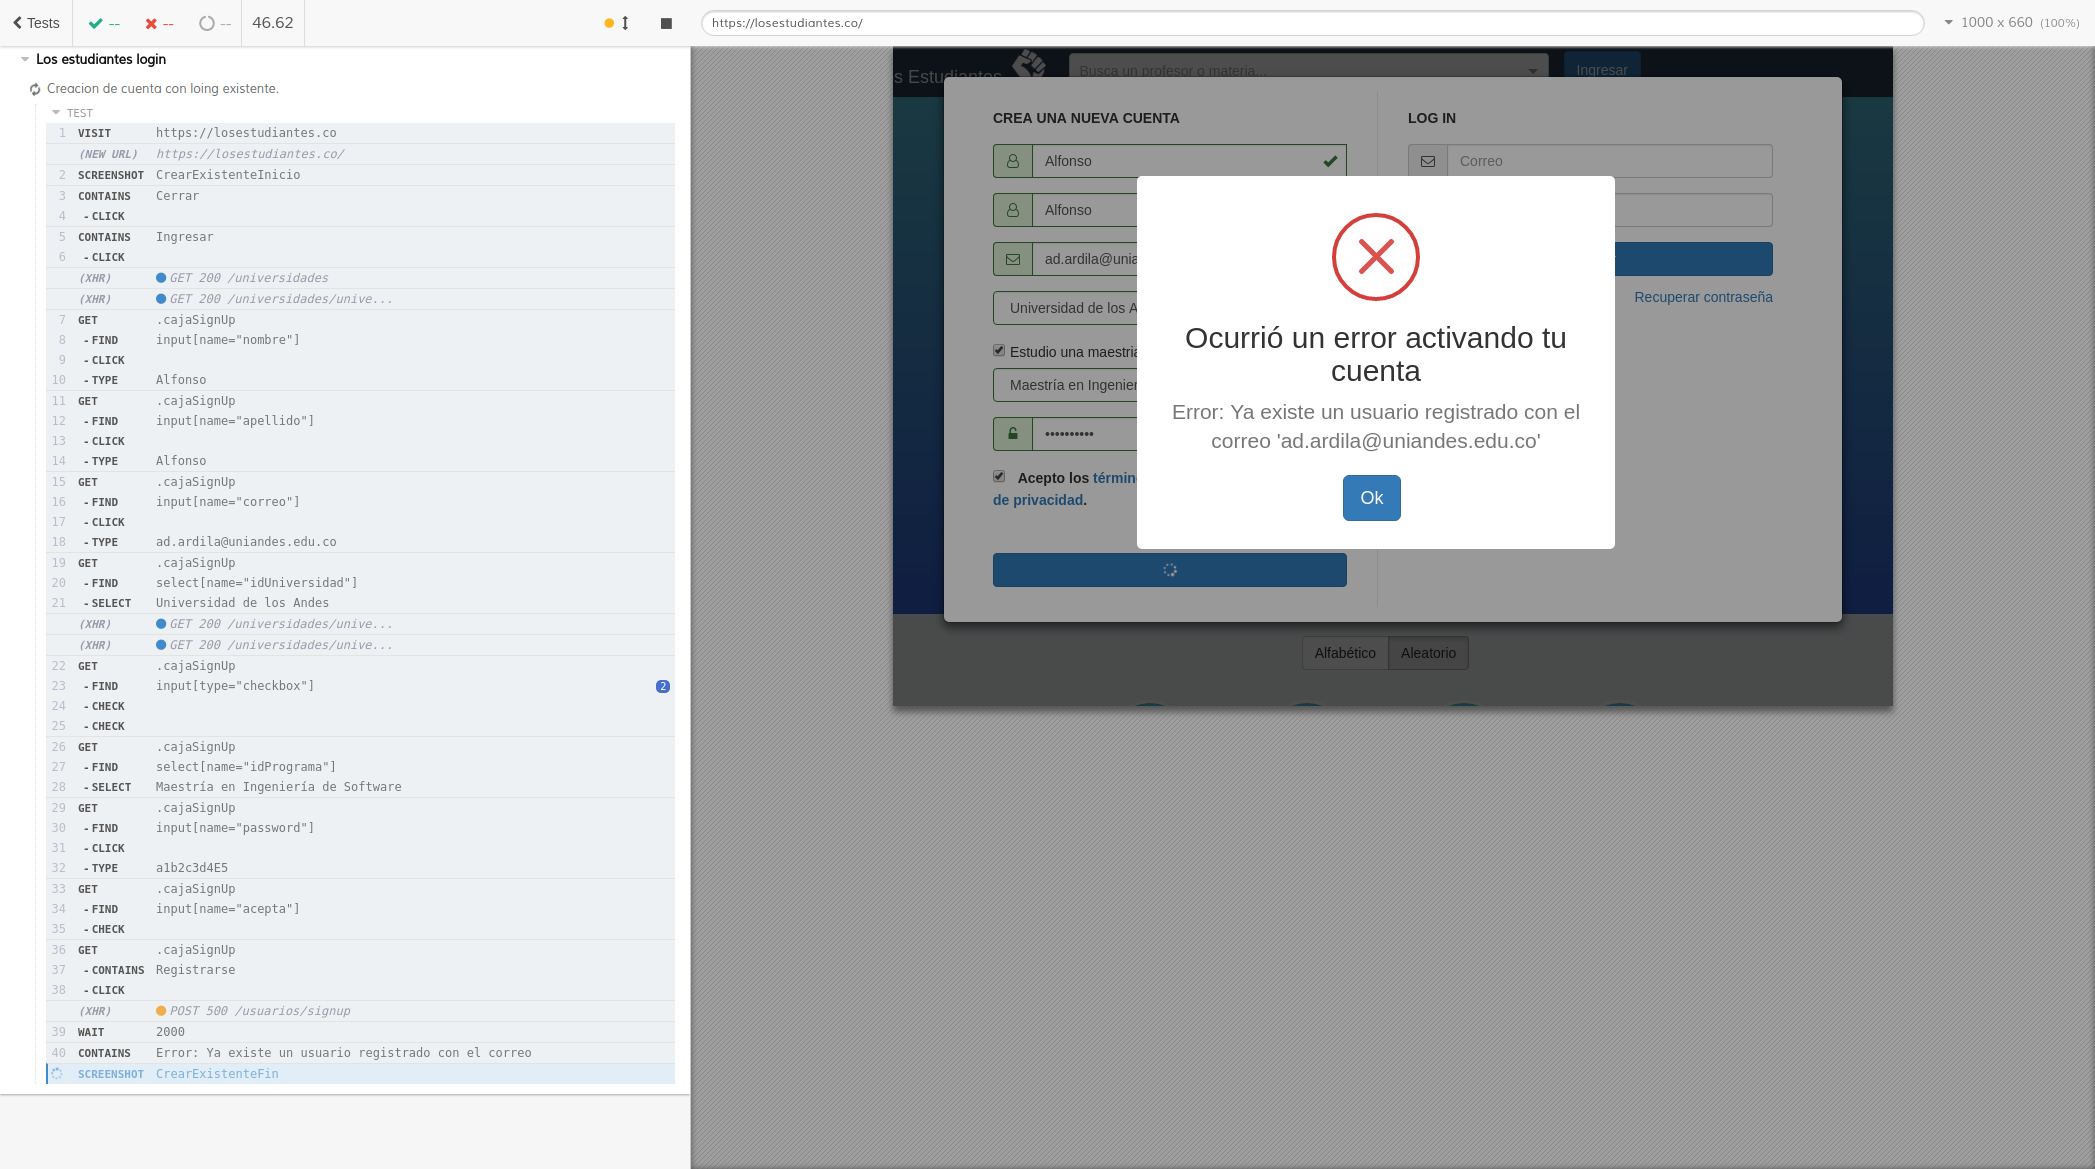 Tests
--
--
--
46.62
https://losestudiantes.co/
1000 x 660 (100%)
Los estudiantes login
Creacion de cuenta con loing existente.
TEST
1 VISIT https://losestudiantes.co
(NEW URL) https://losestudiantes.co/
2 SCREENSHOT CrearExistenteInicio
3 CONTAINS Cerrar
4 - CLICK
5 CONTAINS Ingresar
6 - CLICK
(XHR) GET 200 /universidades
(XHR) GET 200 /universidades/unive...
7 GET .cajaSignUp
8 - FIND input[name="nombre"]
9 - CLICK
10 - TYPE Alfonso
11 GET .cajaSignUp
12 - FIND input[name="apellido"]
13 - CLICK
14 - TYPE Alfonso
15 GET .cajaSignUp
16 - FIND input[name="correo"]
17 - CLICK
18 - TYPE ad.ardila@uniandes.edu.co
19 GET .cajaSignUp
20 - FIND select[name="idUniversidad"]
21 - SELECT Universidad de los Andes
(XHR) GET 200 /universidades/unive...
(XHR) GET 200 /universidades/unive...
22 GET .cajaSignUp
23 - FIND input[type="checkbox"] 2
24 - CHECK
25 - CHECK
26 GET .cajaSignUp
27 - FIND select[name="idPrograma"]
28 - SELECT Maestría en Ingeniería de Software
29 GET .cajaSignUp
30 - FIND input[name="password"]
31 - CLICK
32 - TYPE a1b2c3d4E5
33 GET .cajaSignUp
34 - FIND input[name="acepta"]
35 - CHECK
36 GET .cajaSignUp
37 - CONTAINS Registrarse
38 - CLICK
(XHR) POST 500 /usuarios/signup
39 WAIT 2000
40 CONTAINS Error: Ya existe un usuario registrado con el correo
SCREENSHOT CrearExistenteFin
s Estudiantes
Busca un profesor o materia...
Ingresar
CREA UNA NUEVA CUENTA
Alfonso
Alfonso
ad.ardila@unia
Universidad de los A
Estudio una maestría
Maestría en Ingenier
••••••••••
Acepto los términ
de privacidad.
LOG IN
Correo
Recuperar contraseña
Ocurrió un error activando tu
cuenta
Error: Ya existe un usuario registrado con el
correo 'ad.ardila@uniandes.edu.co'
Ok
Alfabético
Aleatorio